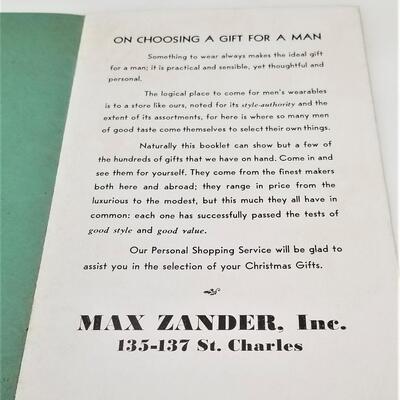 ON CHOOSING A GIFT FOR A MAN
Something to wear always makes the ideal gift
for a man; it is practical and sensible, yet thoughtful and
personal.
The logical place to come for men's wearables
is to a store like ours, noted for its style-authority and the
extent of its assortments, for here is where so many men
of good taste come themselves to select their own things.
Naturally this booklet can show but a few of
the hundreds of gifts that we have on hand. Come in and
see them for yourself. They come from the finest makers
both here and abroad; they range in price from the
luxurious to the modest, but this much they all have in
common: each one has successfully passed the tests of
good style and good value.
Our Personal Shopping Service will be glad to
assist you in the selection of your Christmas Gifts.
MAX ZANDER, Inc.
135-137 St. Charles